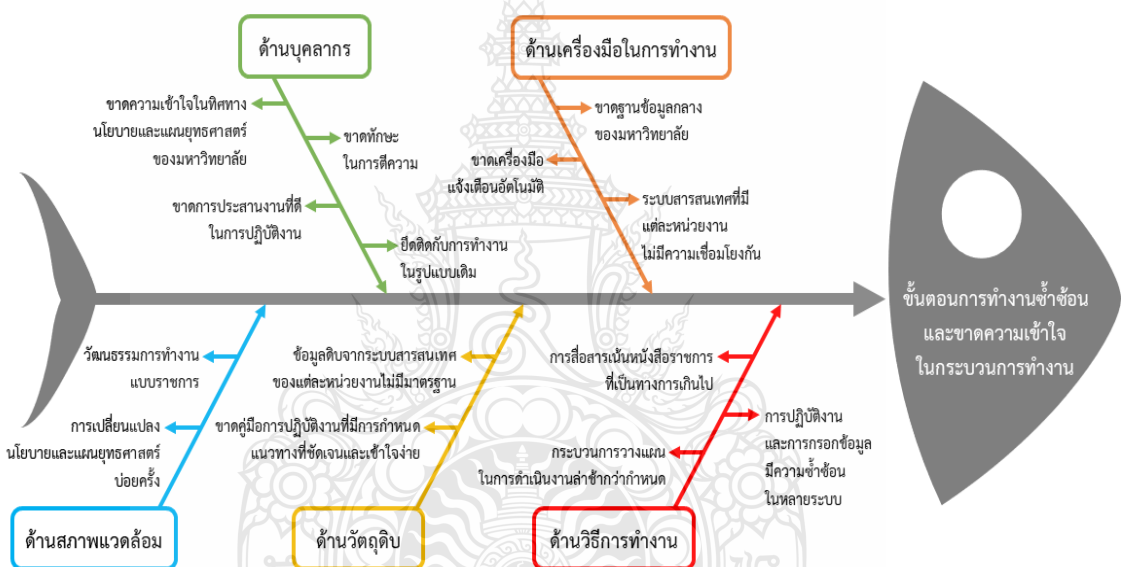 ด้านบุคลากร
ขาดความเข้าใจในทิศทาง
นโยบายและแผนยุทธศาสตร์
ของมหาวิทยาลัย
ขาดทักษะ
ในการตีความ
ขาดการประสานงานที่ดี
ในการปฏิบัติงาน
ยึดติดกับการทำงาน
ในรูปแบบเดิม
ด้านเครื่องมือในการทำงาน
ขาดฐานข้อมูลกลาง
ของมหาวิทยาลัย
ขาดเครื่องมือ
แจ้งเตือนอัตโนมัติ
ระบบสารสนเทศที่มี
แต่ละหน่วยงาน
ไม่มีความเชื่อมโยงกัน
ขั้นตอนการทำงานซ้ำซ้อน
และขาดความเข้าใจ
ในกระบวนการทำงาน
วัฒนธรรมการทำงาน
แบบราชการ
การเปลี่ยนแปลง
นโยบายและแผนยุทธศาสตร์
บ่อยครั้ง
ด้านสภาพแวดล้อม
ข้อมูลดิบจากระบบสารสนเทศ
ของแต่ละหน่วยงานไม่มีมาตรฐาน
ขาดคู่มือการปฏิบัติงานที่มีการกำหนด
แนวทางที่ชัดเจนและเข้าใจง่าย
ด้านวัตถุดิบ
การสื่อสารเน้นหนังสือราชการ
ที่เป็นทางการเกินไป
การปฏิบัติงาน
และการกรอกข้อมูล
มีความซ้ำซ้อน
ในหลายระบบ
กระบวนการวางแผน
ในการดำเนินงานล่าช้ากว่ากำหนด
ด้านวิธีการทำงาน